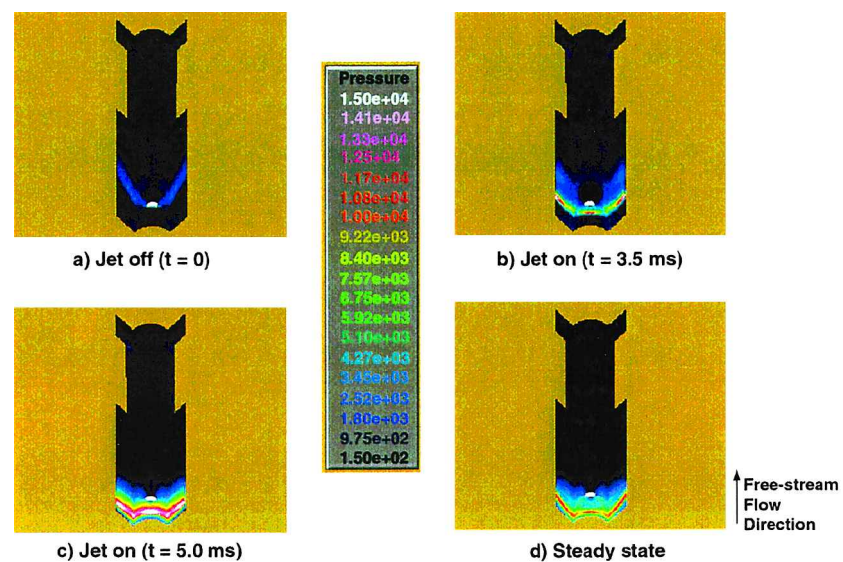 a) Jet off (t = 0)
Pressure
1.50e+04
1.41e+04
1.33e+04
1.25e+04
1.17e+04
1.08e+04
1.00e+04
9.22e+03
8.40e+03
7.57e+03
6.75e+03
5.92e+03
5.10e+03
4.27e+03
3.45e+03
2.62e+03
1.80e+03
9.75e+02
1.50e+02
b) Jet on (t = 3.5 ms)
c) Jet on (t = 5.0 ms)
d) Steady state
Free-stream
Flow
Direction